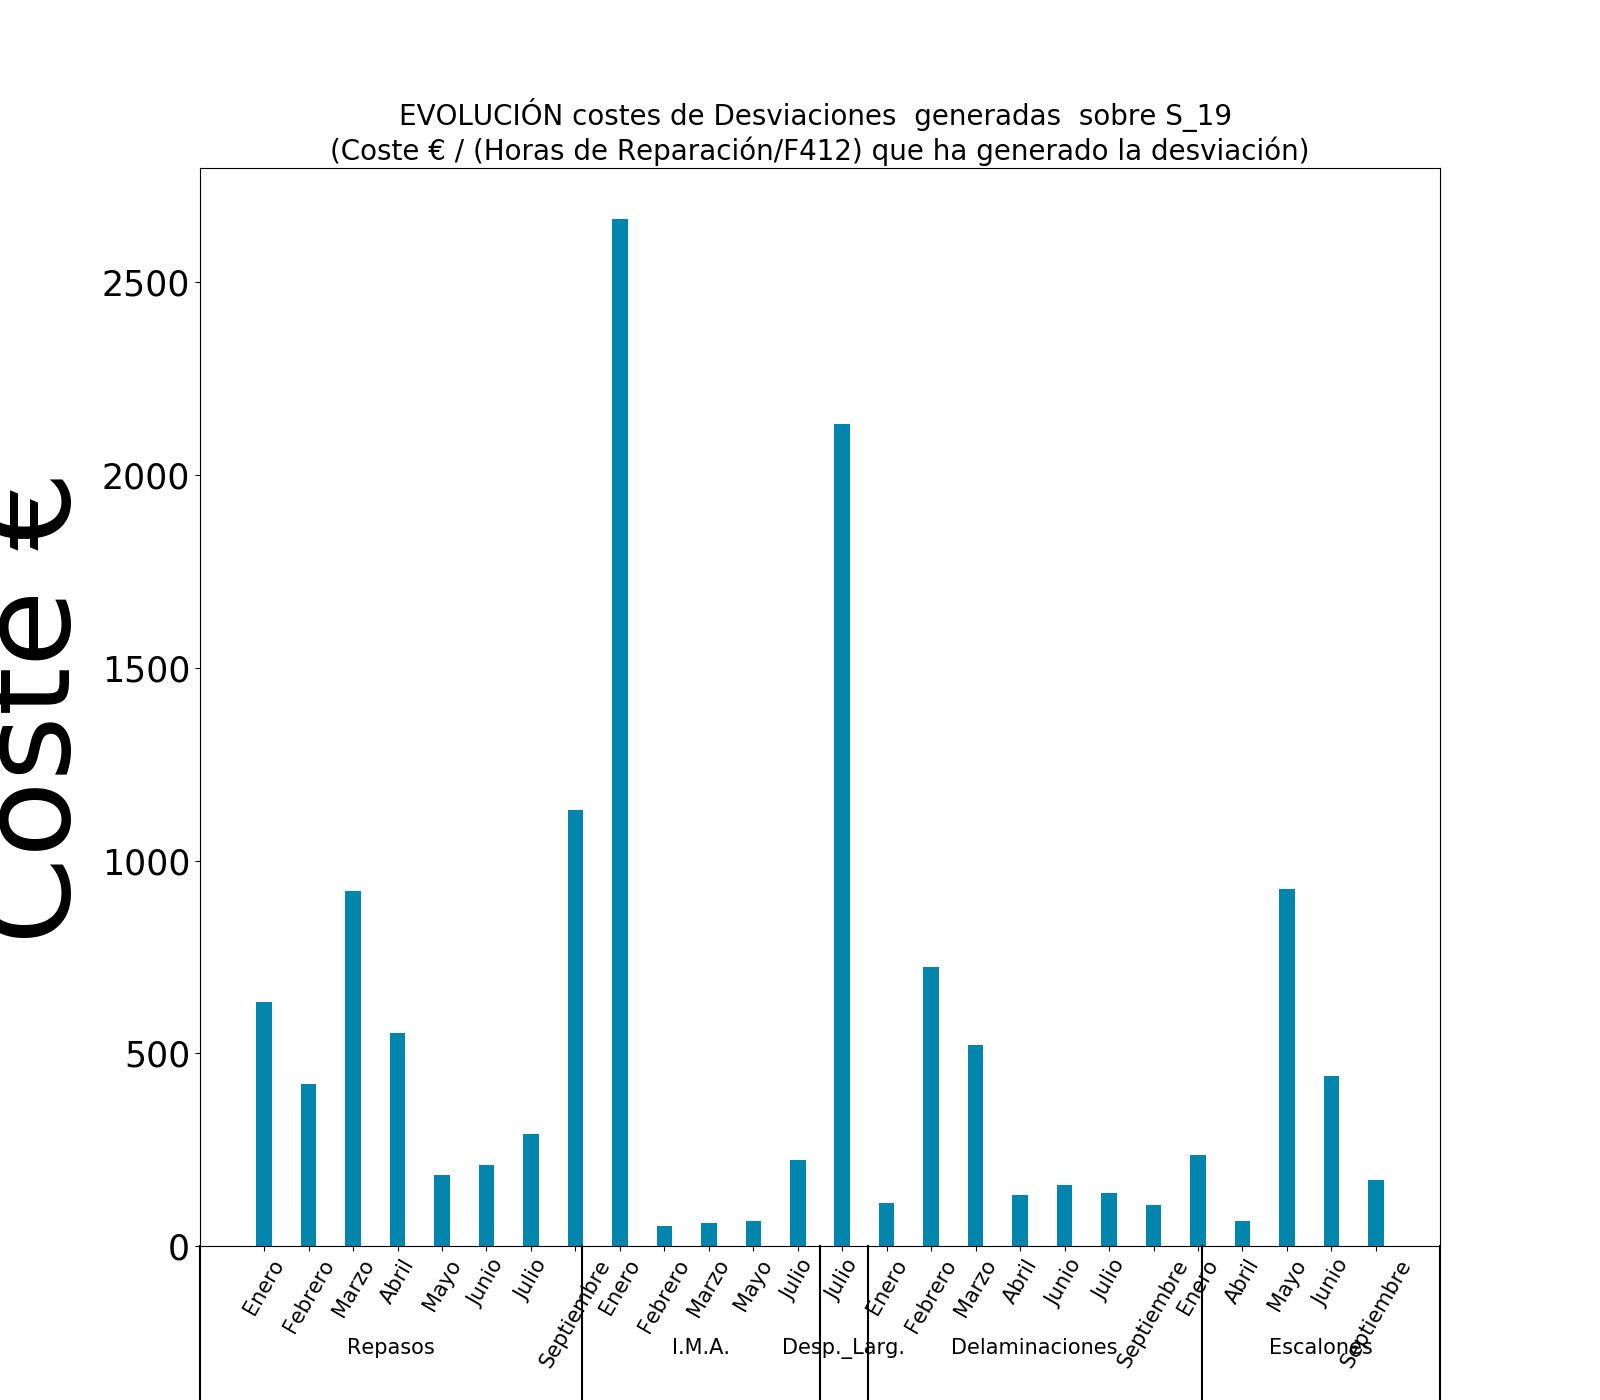 EVOLUCIÓN costes de Desviaciones  generadas  sobre S_19
(Coste € / (Horas de Reparación/F412) que ha generado la desviación)
Coste €
2500
2000
1500
1000
500
0
Enero Febrero Marzo Abril Mayo Junio Julio Septiembre Enero Febrero Marzo Mayo Julio Julio Enero Febrero Marzo Abril Junio Julio Septiembre Enero Abril Mayo Junio Septiembre
Repasos I.M.A. Desp._Larg. Delaminaciones Escalones